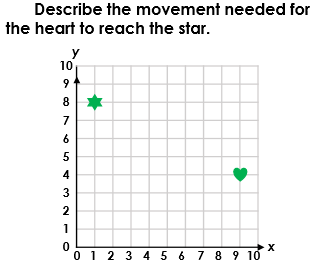 Describe the movement needed for
the heart to reach the star.
y
10
9
8
7
6
5
4
3
2
1
0
0 1 2 3 4 5 6 7 8 9 10 x